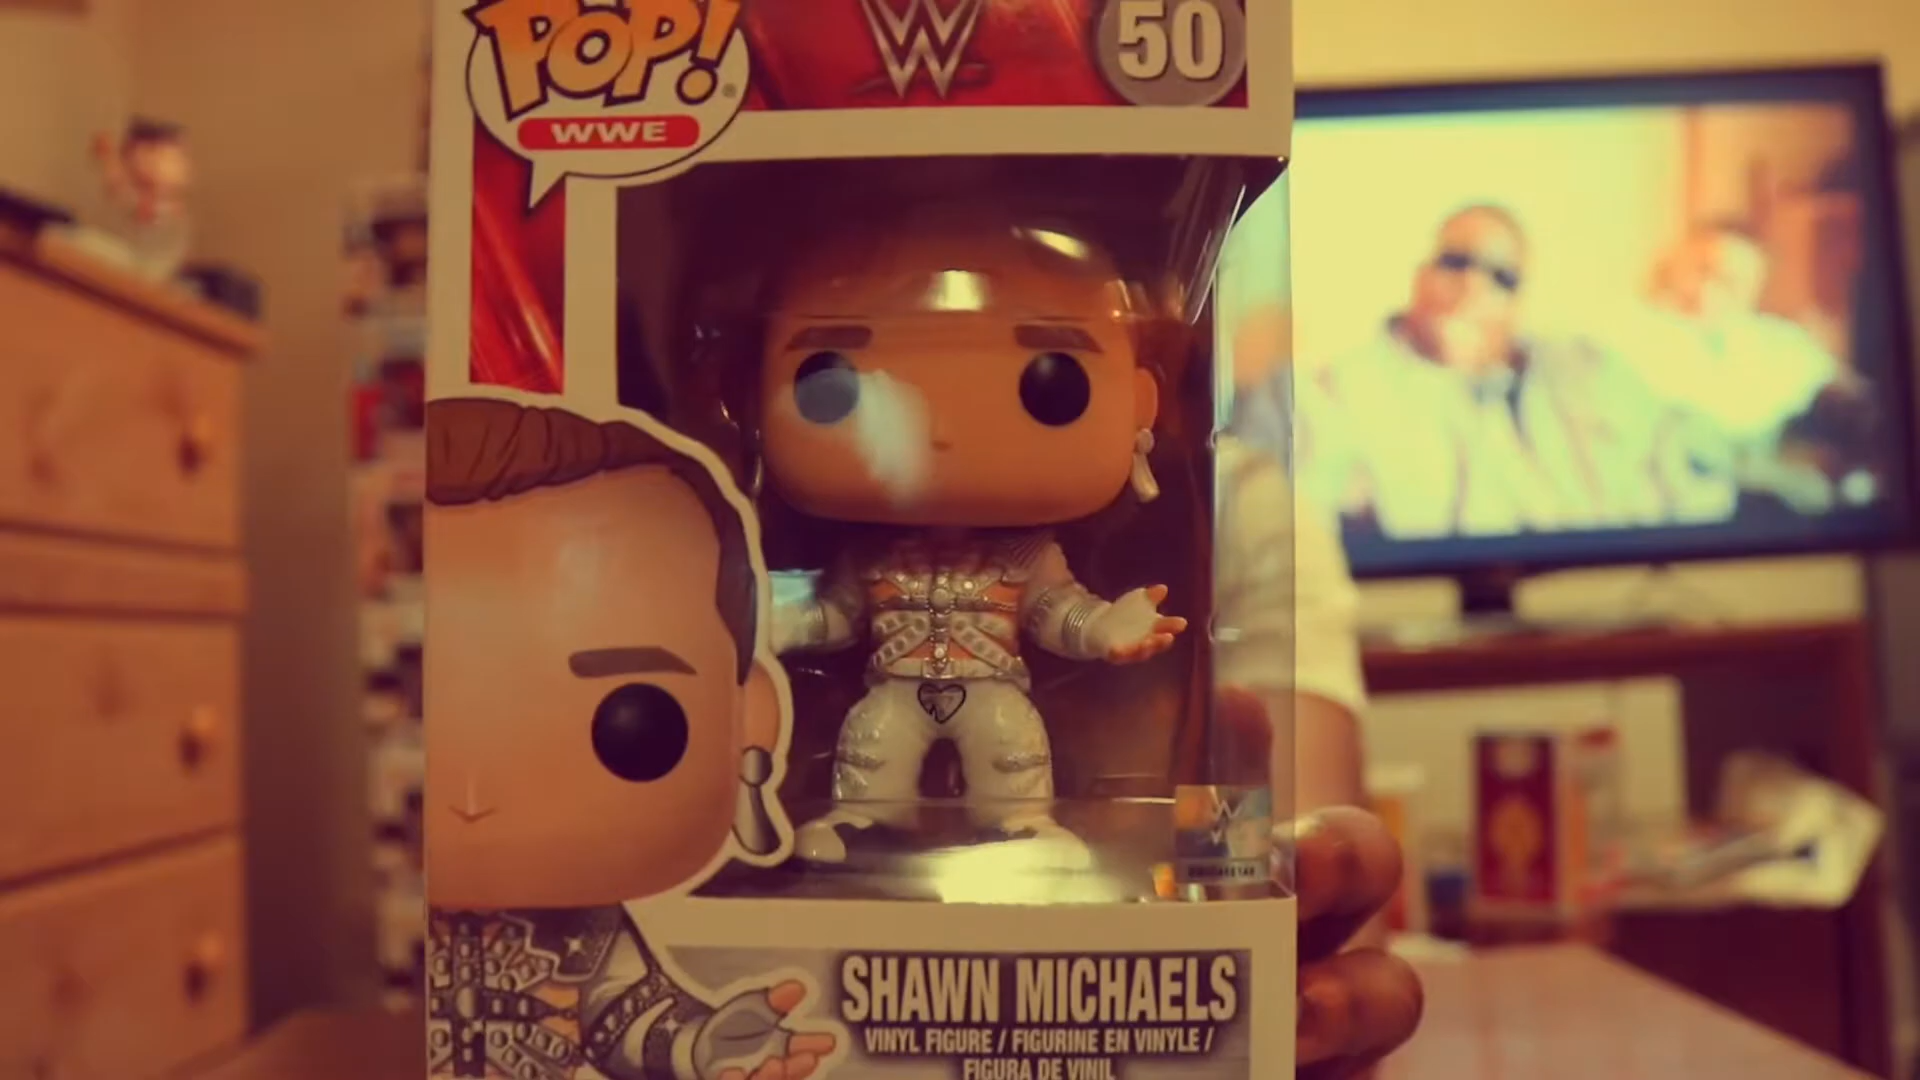 POP!
WWE
W
50
SHAWN MICHAELS
VINYL FIGURE / FIGURINE EN VINYLE /
FIGURA DE VINIL